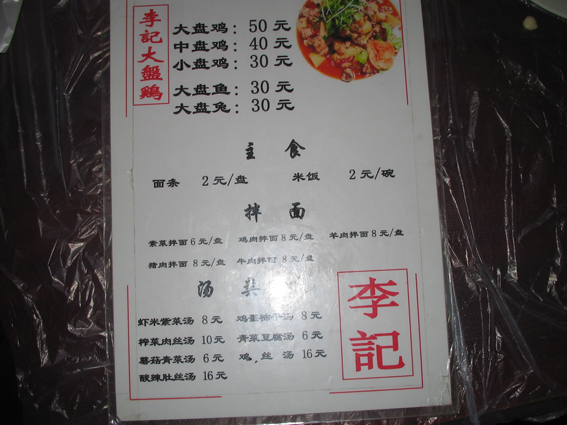 李記大盤鷄
大盘鸡：50元
中盘鸡：40元
小盘鸡：30元
大盘鱼：30元
大盘兔：30元
主食
面条 2元/盘 米饭 2元/碗
拌面
紫菜拌面6元/盘 鸡肉拌面8元/盘 羊肉拌面8元/盘
猪肉拌面 8元/盘 牛肉拌面 8元/盘
汤
虾米紫菜汤 8元 鸡蛋 汤 8元
榨菜肉丝汤 10元 青菜豆腐汤 6元
蘑菇青菜汤 6元 鸡.丝 汤 16元
酸辣肚丝汤 16元
李記